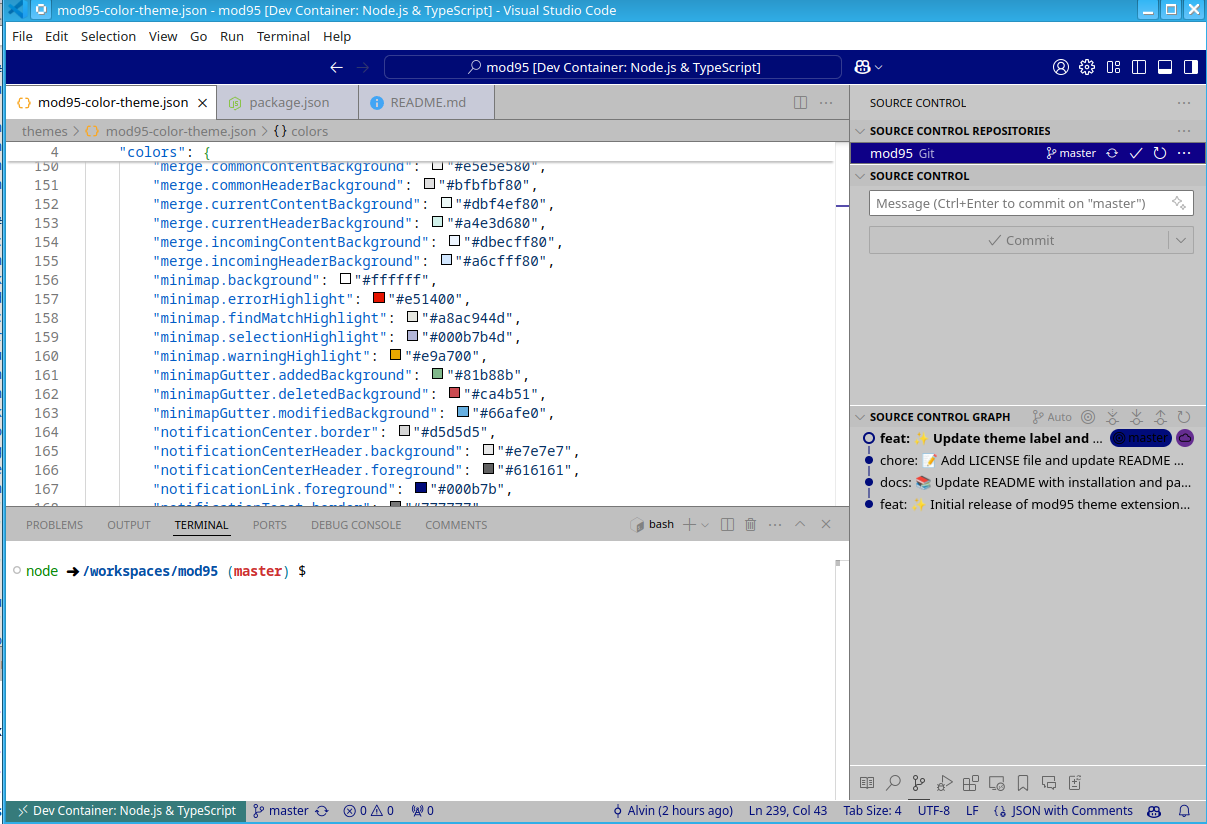 mod95-color-theme.json - mod95 [Dev Container: Node.js & TypeScript] - Visual Studio Code
File Edit Selection View Go Run Terminal Help
mod95 [Dev Container: Node.js & TypeScript]
mod95-color-theme.json package.json README.md
themes > mod95-color-theme.json > {} colors
4 "colors": {
150 "merge.commonContentBackground": "#e5e5e580",
151 "merge.commonHeaderBackground": "#bfbfbf80",
152 "merge.currentContentBackground": "#dbf4ef80",
153 "merge.currentHeaderBackground": "#a4e3d680",
154 "merge.incomingContentBackground": "#dbecff80",
155 "merge.incomingHeaderBackground": "#a6cfff80",
156 "minimap.background": "#ffffff",
157 "minimap.errorHighlight": "#e51400",
158 "minimap.findMatchHighlight": "#a8ac944d",
159 "minimap.selectionHighlight": "#000b7b4d",
160 "minimap.warningHighlight": "#e9a700",
161 "minimapGutter.addedBackground": "#81b88b",
162 "minimapGutter.deletedBackground": "#ca4b51",
163 "minimapGutter.modifiedBackground": "#66afe0",
164 "notificationCenter.border": "#d5d5d5",
165 "notificationCenterHeader.background": "#e7e7e7",
166 "notificationCenterHeader.foreground": "#616161",
167 "notificationLink.foreground": "#000b7b",
PROBLEMS OUTPUT TERMINAL PORTS DEBUG CONSOLE COMMENTS
bash
node ➜ /workspaces/mod95 (master) $
SOURCE CONTROL
SOURCE CONTROL REPOSITORIES
mod95 Git master
SOURCE CONTROL
Message (Ctrl+Enter to commit on "master")
Commit
SOURCE CONTROL GRAPH Auto
feat: ✨ Update theme label and ... master
chore: 📝 Add LICENSE file and update README ...
docs: 📚 Update README with installation and pa...
feat: ✨ Initial release of mod95 theme extension...
Dev Container: Node.js & TypeScript master 0 0 0 Alvin (2 hours ago) Ln 239, Col 43 Tab Size: 4 UTF-8 LF JSON with Comments